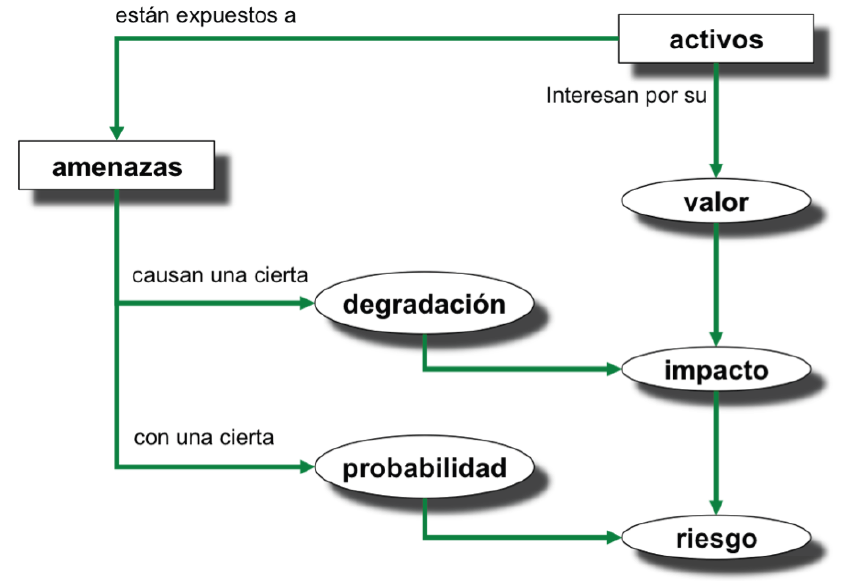 están expuestos a
activos
Interesan por su
amenazas
valor
causan una cierta
degradación
impacto
con una cierta
probabilidad
riesgo